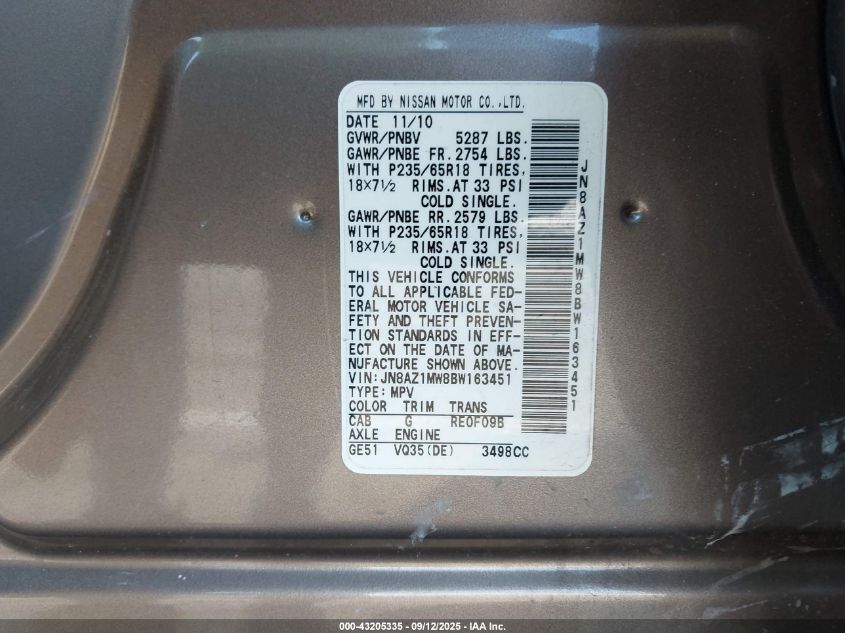 MFD BY NISSAN MOTOR CO.,LTD.
DATE 11/10
GVWR/PNBV 5287 LBS.
GAWR/PNBE FR. 2754 LBS.
WITH P235/65R18 TIRES,
18×7½ RIMS. AT 33 PSI
COLD SINGLE.
GAWR/PNBE RR. 2579 LBS.
WITH P235/65R18 TIRES,
18×7½ RIMS. AT 33 PSI
COLD SINGLE.
THIS VEHICLE CONFORMS
TO ALL APPLICABLE FED-
ERAL MOTOR VEHICLE SA-
FETY AND THEFT PREVEN-
TION STANDARDS IN EFF-
ECT ON THE DATE OF MA-
NUFACTURE SHOWN ABOVE.
VIN:JN8AZ1MW8BW163451
TYPE:MPV
COLOR TRIM TRANS
CAB G RE0F09B
AXLE ENGINE
GE51 VQ35(DE) 3498CC
JN8AZ1MW8BW163451
000-43205335 - 09/12/2025 - IAA Inc.